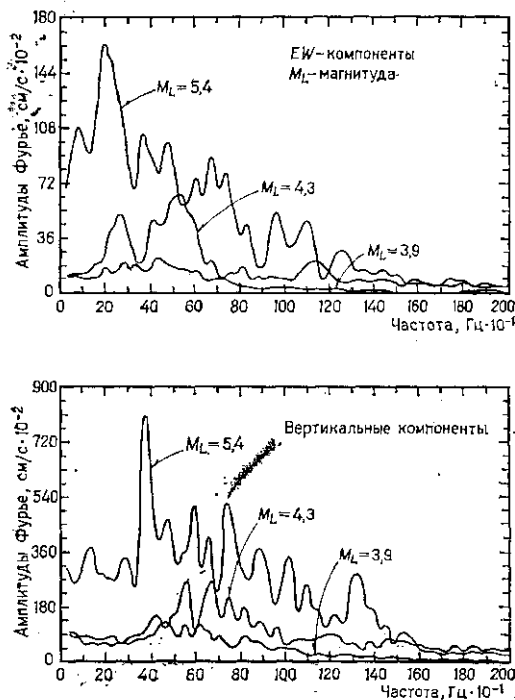 180
144
108
72
36
0
Амплитуды Фурье, см/с·10⁻²
EW-компоненты
M_L-магнитуда
M_L=5,4
M_L=4,3
M_L=3,9
0 20 40 60 80 100 120 140 160 180 200
Частота, Гц·10⁻¹
900
720
540
360
180
0
Амплитуды Фурье, см/с·10⁻²
Вертикальные компоненты
M_L=5,4
M_L=4,3
M_L=3,9
0 20 40 60 80 100 120 140 160 180 200
Частота, Гц·10⁻¹